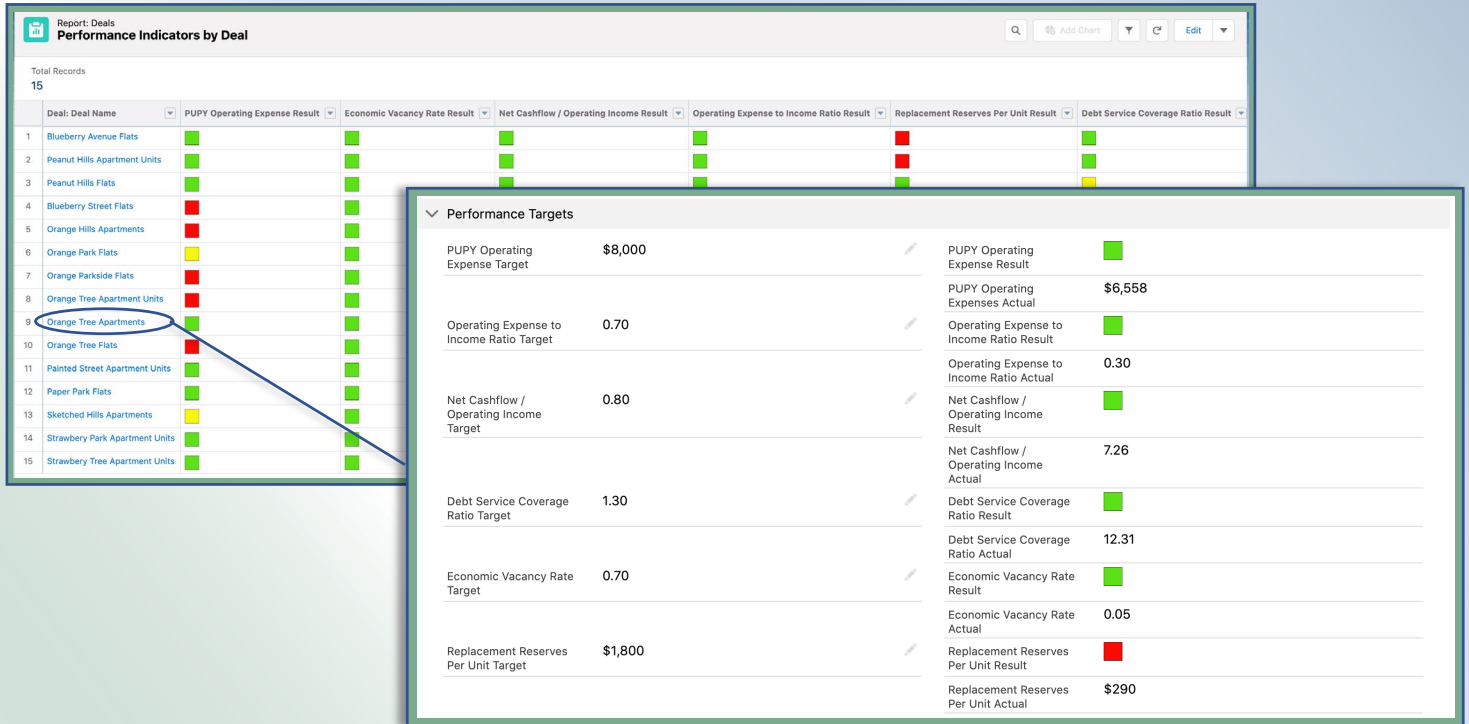 Report: Deals
Performance Indicators by Deal
Add Chart
Edit
Total Records
15
Deal: Deal Name PUPY Operating Expense Result Economic Vacancy Rate Result Net Cashflow / Operating Income Result Operating Expense to Income Ratio Result Replacement Reserves Per Unit Result Debt Service Coverage Ratio Result
1 Blueberry Avenue Flats
2 Peanut Hills Apartment Units
3 Peanut Hills Flats
4 Blueberry Street Flats
5 Orange Hills Apartments
6 Orange Park Flats
7 Orange Parkside Flats
8 Orange Tree Apartment Units
9 Orange Tree Apartments
10 Orange Tree Flats
11 Painted Street Apartment Units
12 Paper Park Flats
13 Sketched Hills Apartments
14 Strawbery Park Apartment Units
15 Strawbery Tree Apartment Units
Performance Targets
PUPY Operating $8,000 PUPY Operating
Expense Target Expense Result
PUPY Operating $6,558
Expenses Actual
Operating Expense to 0.70 Operating Expense to
Income Ratio Target Income Ratio Result
Operating Expense to 0.30
Income Ratio Actual
Net Cashflow / 0.80 Net Cashflow /
Operating Income Operating Income
Target Result
Net Cashflow / 7.26
Operating Income
Actual
Debt Service Coverage 1.30 Debt Service Coverage
Ratio Target Ratio Result
Debt Service Coverage 12.31
Ratio Actual
Economic Vacancy Rate 0.70 Economic Vacancy Rate
Target Result
Economic Vacancy Rate 0.05
Actual
Replacement Reserves $1,800 Replacement Reserves
Per Unit Target Per Unit Result
Replacement Reserves $290
Per Unit Actual